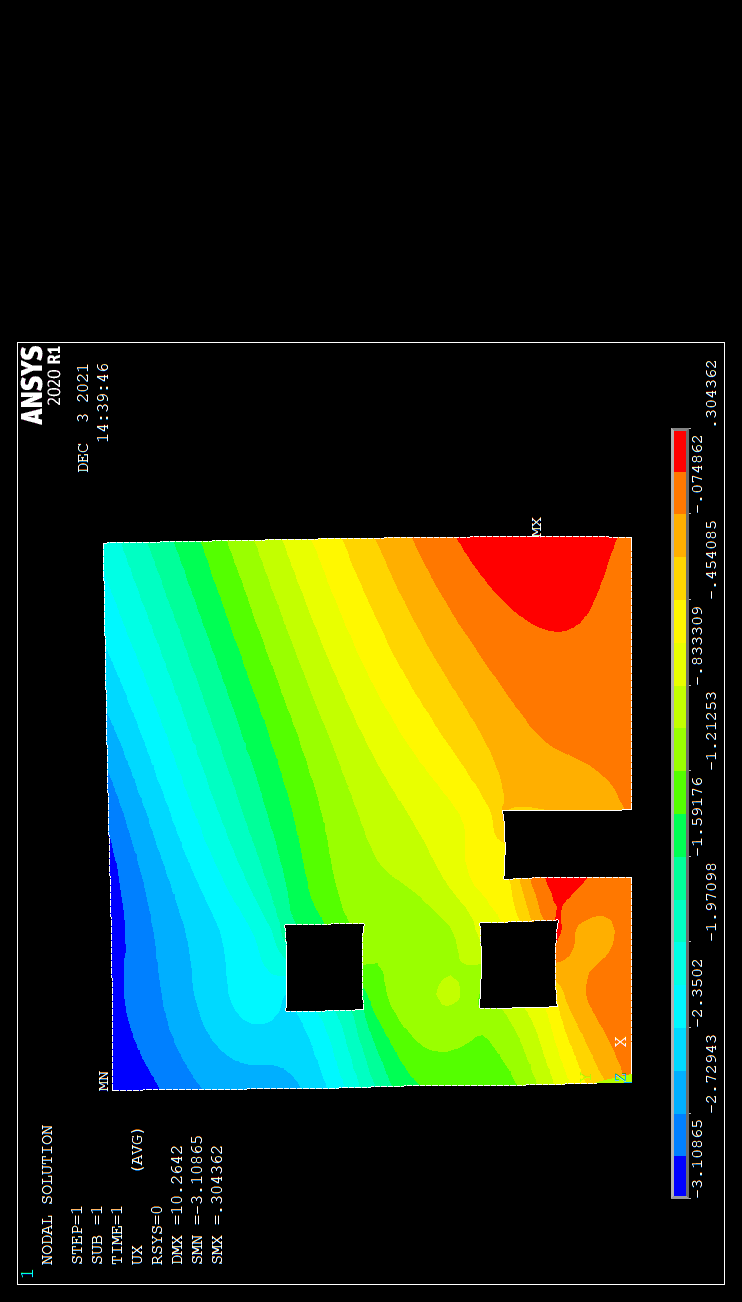 1
NODAL SOLUTION
STEP=1
SUB =1
TIME=1
UX (AVG)
RSYS=0
DMX =10.2642
SMN =-3.10865
SMX =.304362
ANSYS
2020 R1
DEC 3 2021
14:39:46
MN
MX
Z X
-3.10865 -2.72943 -2.3502 -1.97098 -1.59176 -1.21253 -.833309 -.454085 -.074862 .304362